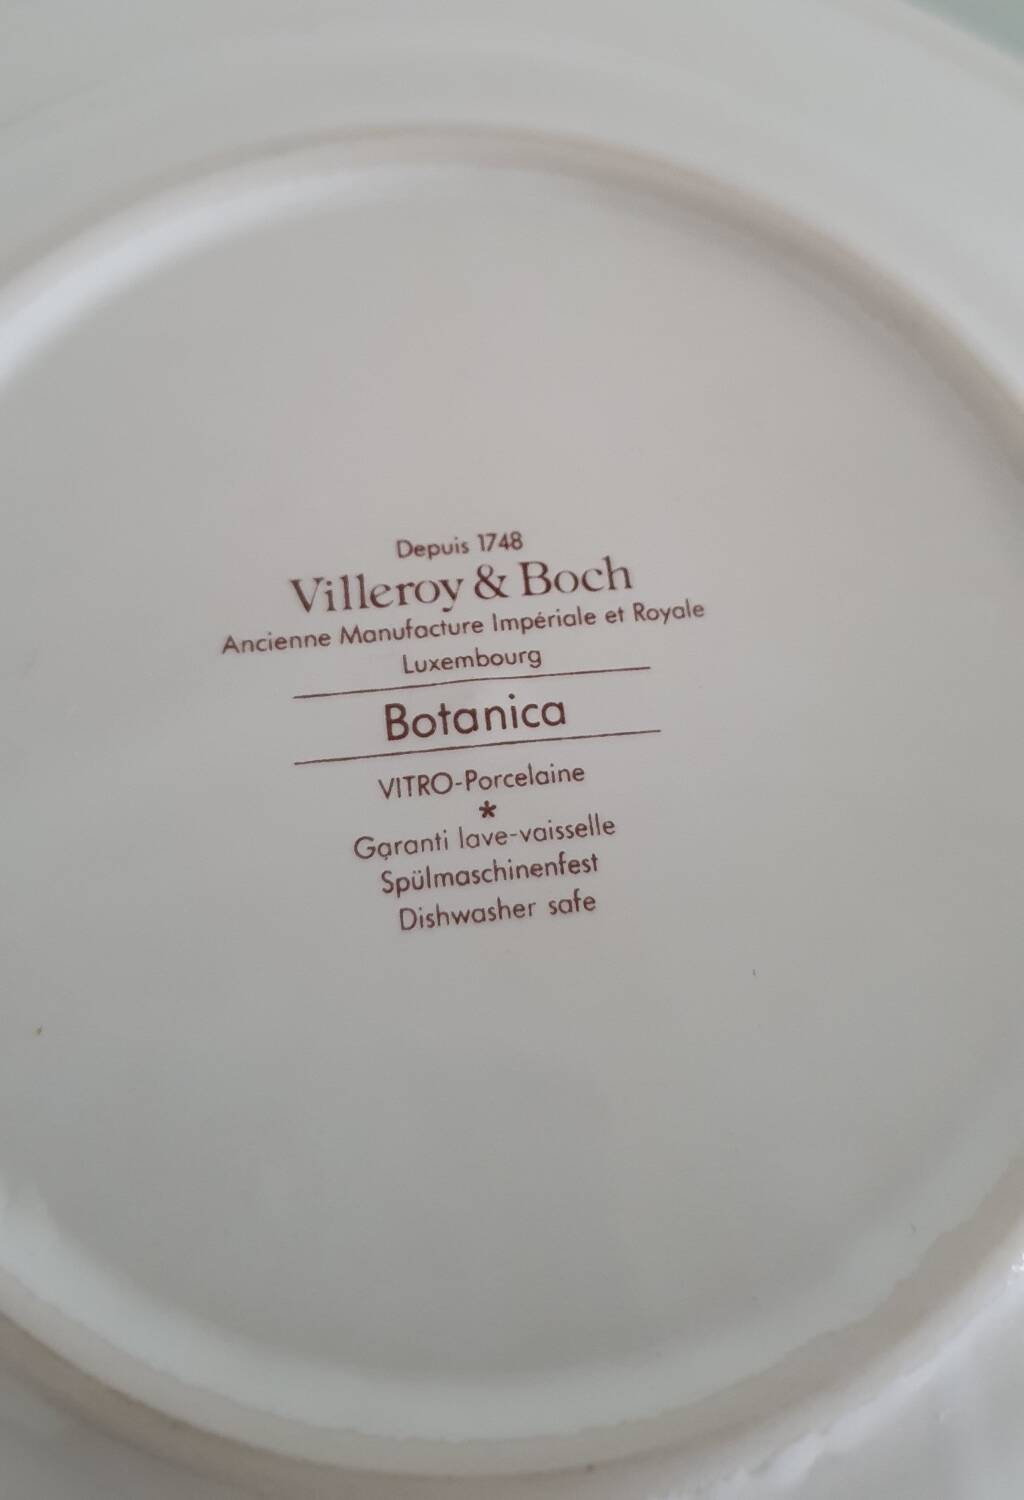 Depuis 1748
Villeroy & Boch
Ancienne Manufacture Impériale et Royale
Luxembourg
Botanica
VITRO-Porcelaine
*
Garanti lave-vaisselle
Spülmaschinenfest
Dishwasher safe